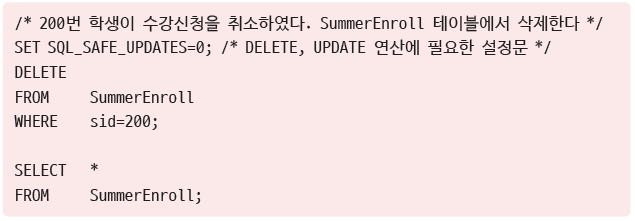 /* 200번 학생이 수강신청을 취소하였다. SummerEnroll 테이블에서 삭제한다 */
SET SQL_SAFE_UPDATES=0; /* DELETE, UPDATE 연산에 필요한 설정문 */
DELETE
FROM SummerEnroll
WHERE sid=200;
SELECT *
FROM SummerEnroll;